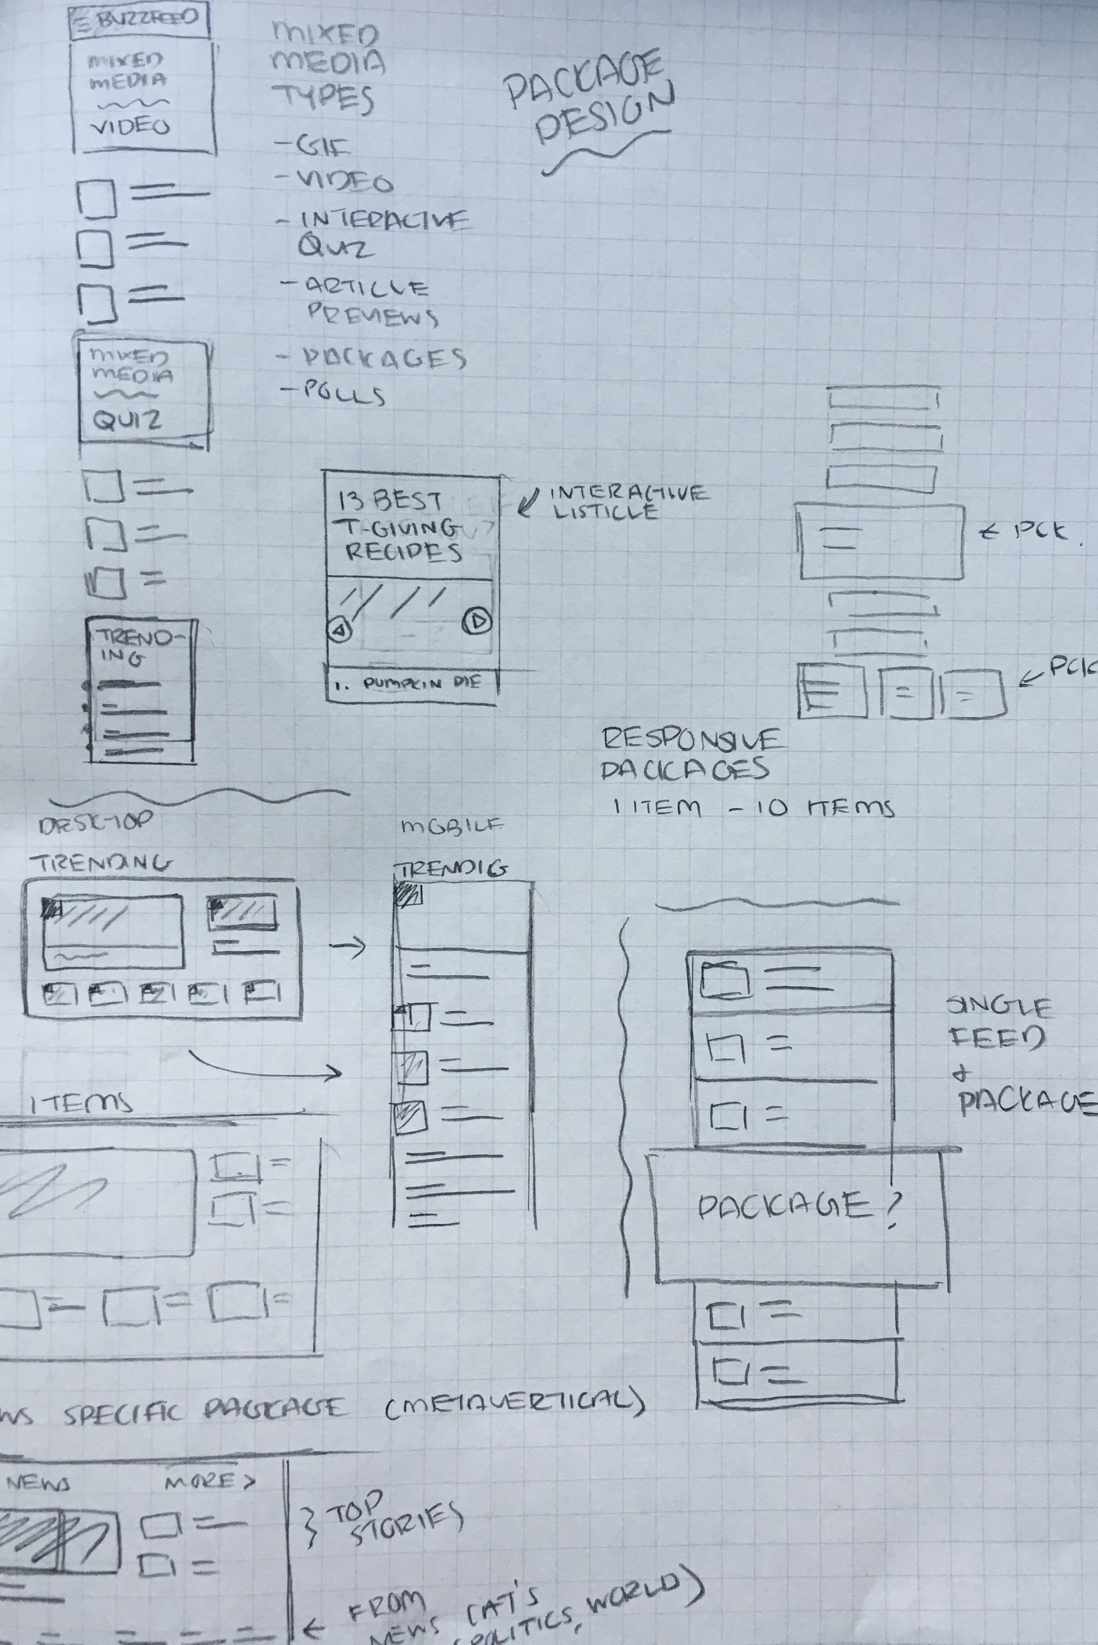 BUZZFEED
MIXED
MEDIA
VIDEO
MIXED
MEDIA
TYPES
-GIF
-VIDEO
- INTERACTIVE
QUIZ
- ARTICLE
PREVIEWS
- PACKAGES
- POLLS
PACKAGE
DESIGN
MIXED
MEDIA
QUIZ
TREND-
ING
13 BEST
T-GIVING
RECIPES
1. PUMPKIN PIE
INTERACTIVE
LISTICLE
← PCK.
← PCK
RESPONSIVE
PACKAGES
1 ITEM - 10 ITEMS
DESKTOP
TRENDING
MOBILE
TRENDIG
SINGLE
FEED
+
PACKAGE
PACKAGE?
ITEMS
WS SPECIFIC PACKAGE (METAVERTICAL)
NEWS MORE >
} TOP
STORIES
← FROM
NEWS (CAT'S
POLITICS, WORLD)